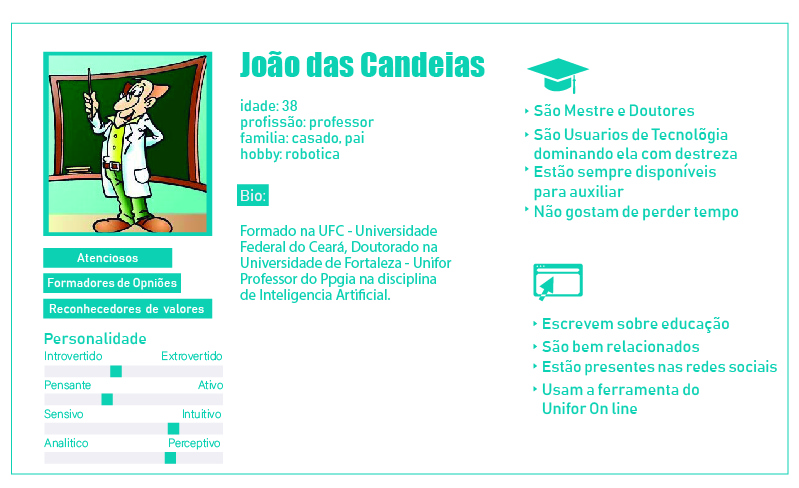 João das Candeias
idade: 38
profissão: professor
familia: casado, pai
hobby: robotica
Bio:
Formado na UFC - Universidade
Federal do Ceará, Doutorado na
Universidade de Fortaleza - Unifor
Professor do Ppgia na disciplina
de Inteligencia Artificial.
Atenciosos
Formadores de Opniões
Reconhecedores de valores
Personalidade
Introvertido Extrovertido
Pensante Ativo
Sensivo Intuitivo
Analitico Perceptivo
São Mestre e Doutores
São Usuarios de Tecnolõgia
dominando ela com destreza
Estão sempre disponíveis
para auxiliar
Não gostam de perder tempo
Escrevem sobre educação
São bem relacionados
Estão presentes nas redes sociais
Usam a ferramenta do
Unifor On line